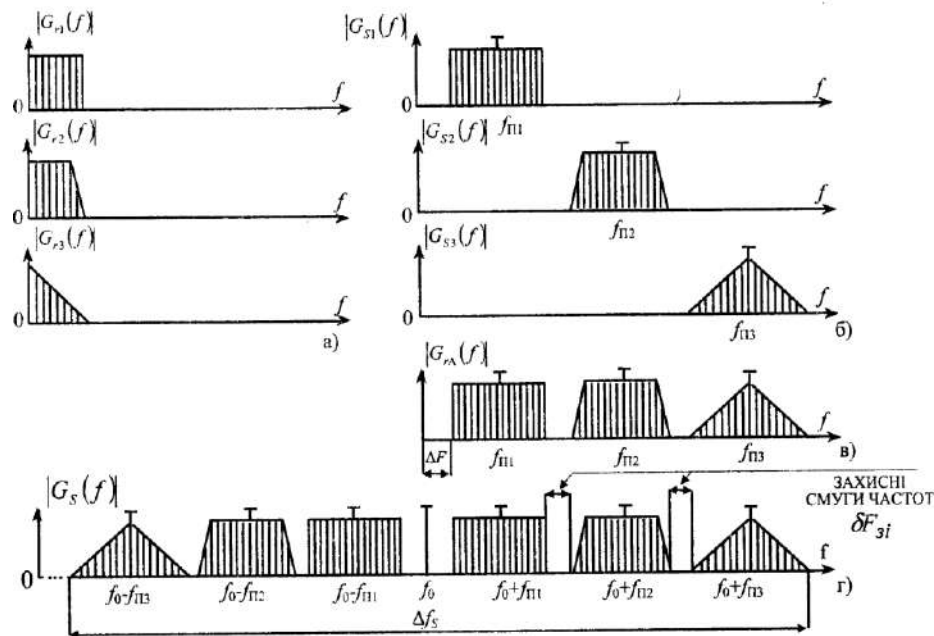 |G_{r1}(f)|
0
f
|G_{r2}(f)|
0
f
|G_{r3}(f)|
0
f
а)
|G_{S1}(f)|
0
f_{П1}
f
|G_{S2}(f)|
0
f_{П2}
f
|G_{S3}(f)|
0
f_{П3}
f
б)
|G_{rA}(f)|
ΔF
f_{П1}
f_{П2}
f_{П3}
f
в)
ЗАХИСНІ
СМУГИ ЧАСТОТ
δF_{зi}
|G_S(f)|
0
f_0-f_{П3}
f_0-f_{П2}
f_0-f_{П1}
f_0
f_0+f_{П1}
f_0+f_{П2}
f_0+f_{П3}
f
г)
Δf_S